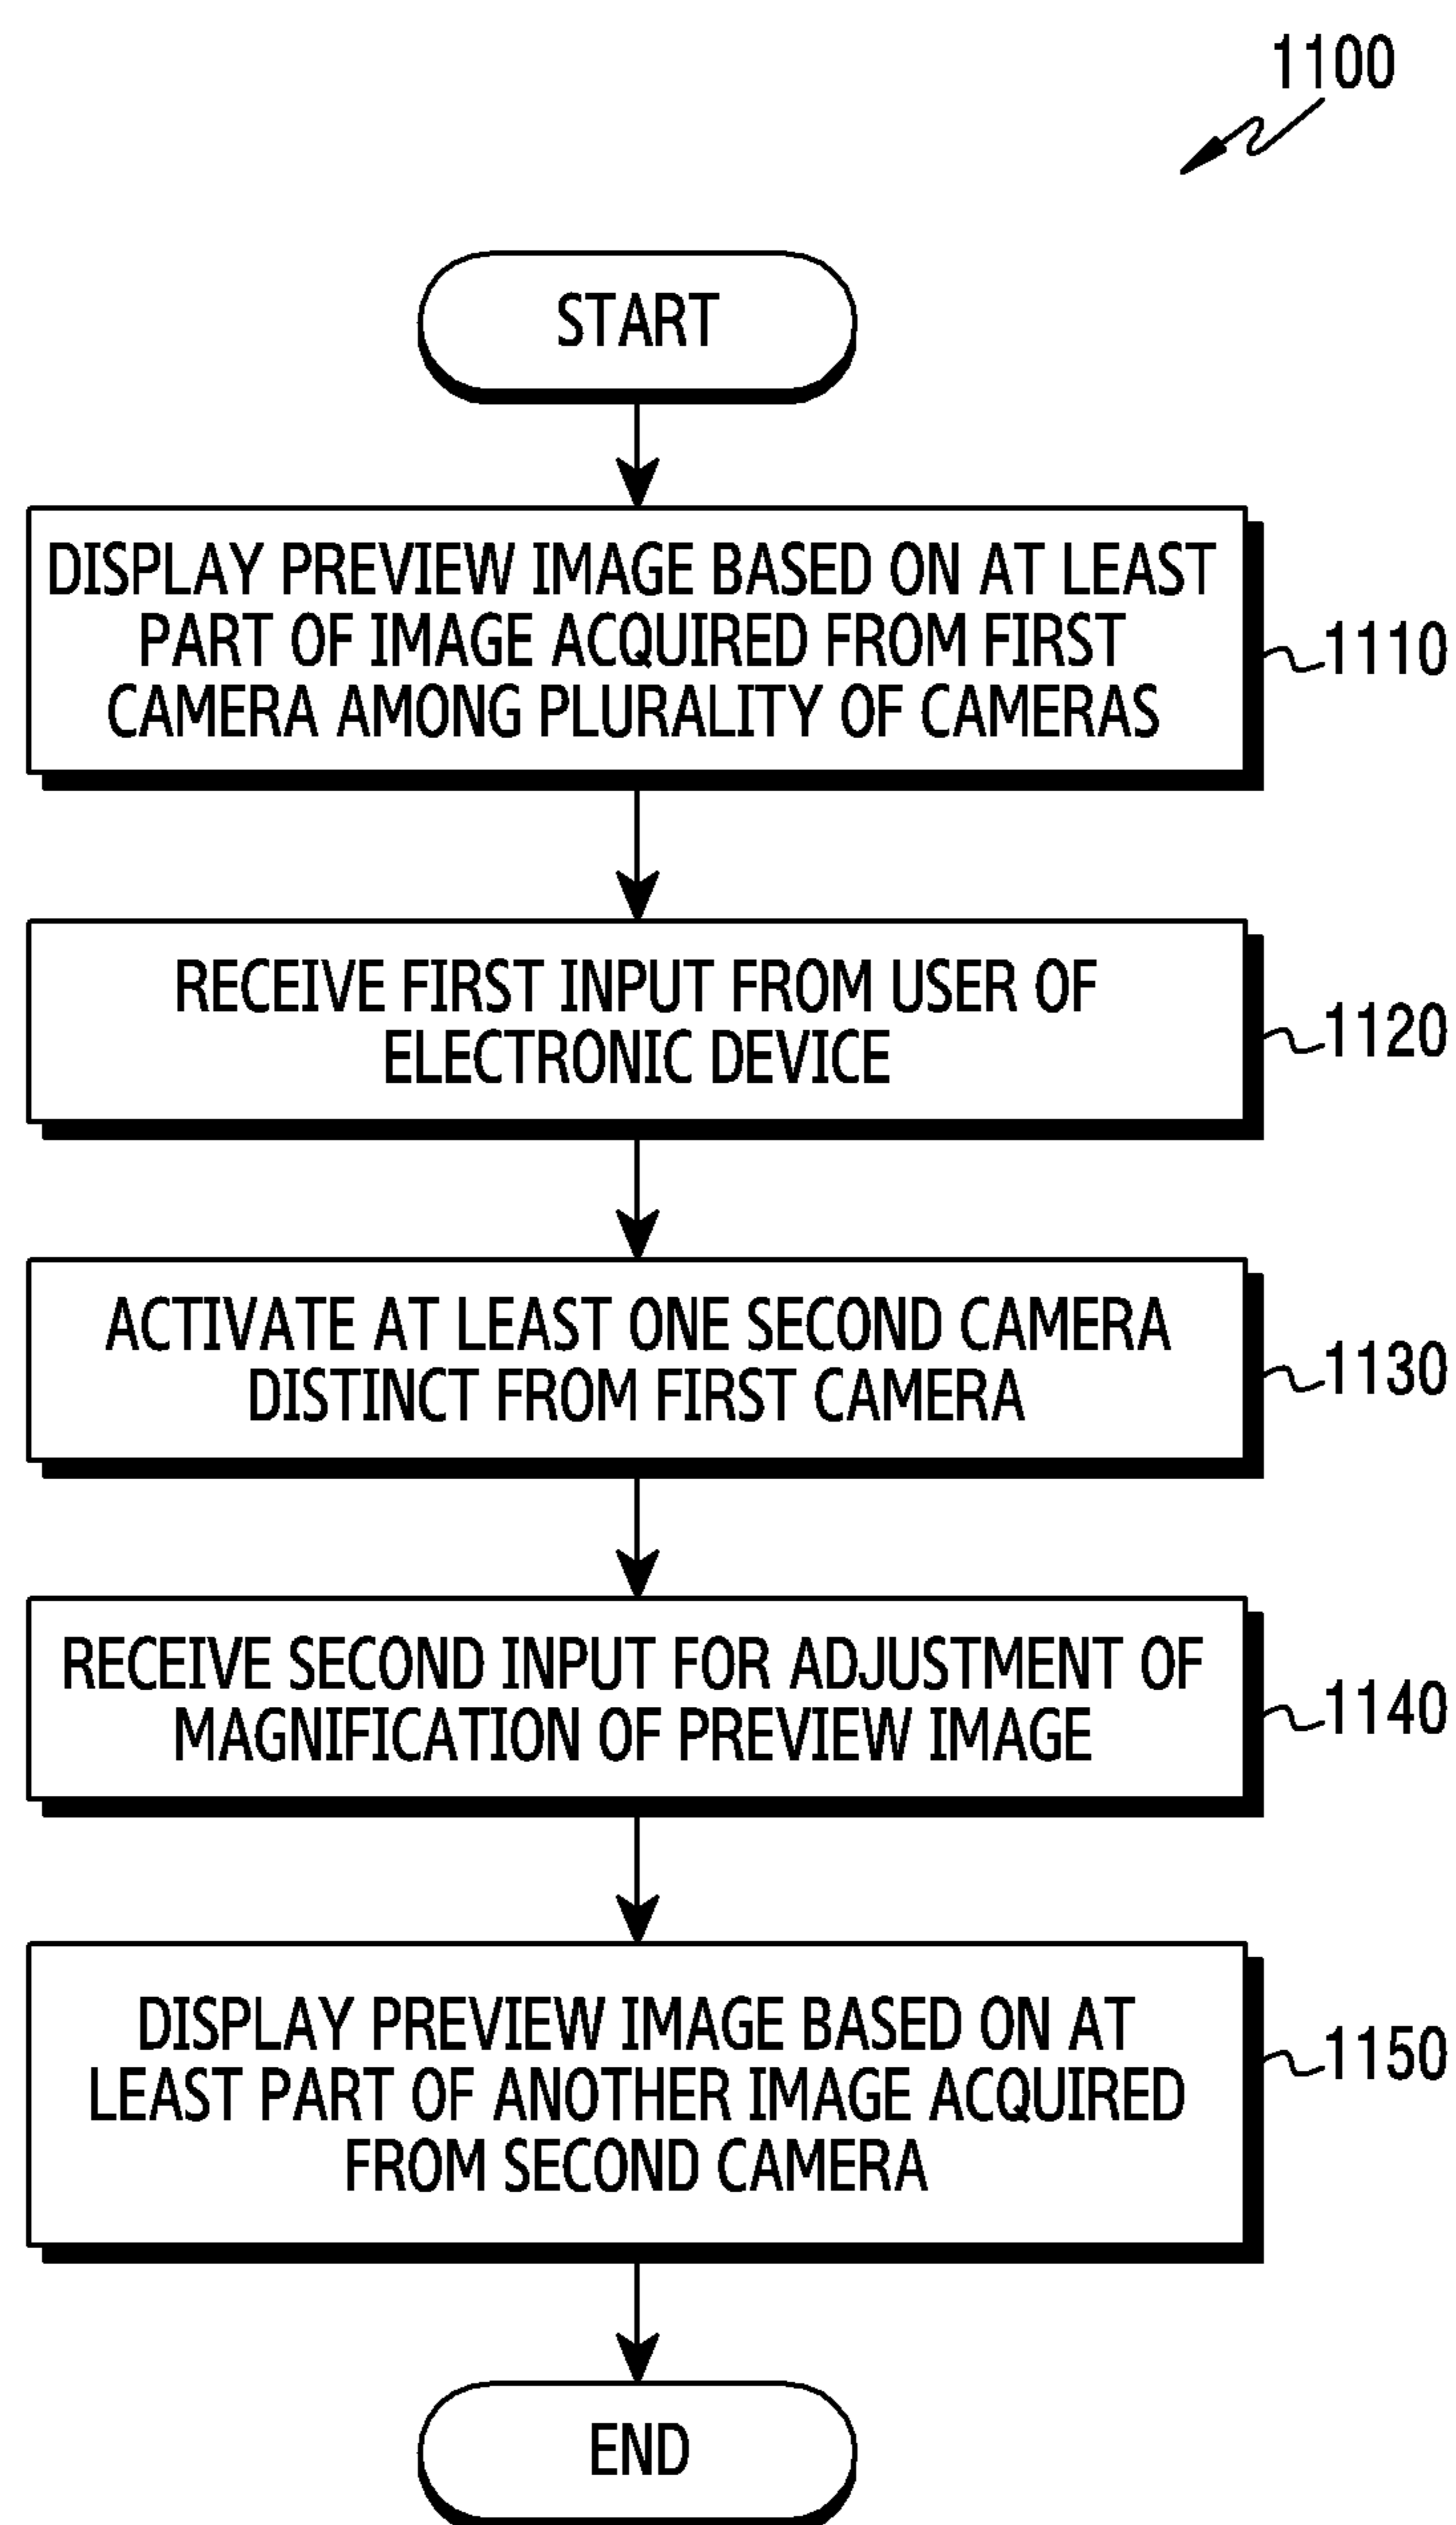 1100
START
DISPLAY PREVIEW IMAGE BASED ON AT LEAST
PART OF IMAGE ACQUIRED FROM FIRST
CAMERA AMONG PLURALITY OF CAMERAS
1110
RECEIVE FIRST INPUT FROM USER OF
ELECTRONIC DEVICE
1120
ACTIVATE AT LEAST ONE SECOND CAMERA
DISTINCT FROM FIRST CAMERA
1130
RECEIVE SECOND INPUT FOR ADJUSTMENT OF
MAGNIFICATION OF PREVIEW IMAGE
1140
DISPLAY PREVIEW IMAGE BASED ON AT
LEAST PART OF ANOTHER IMAGE ACQUIRED
FROM SECOND CAMERA
1150
END